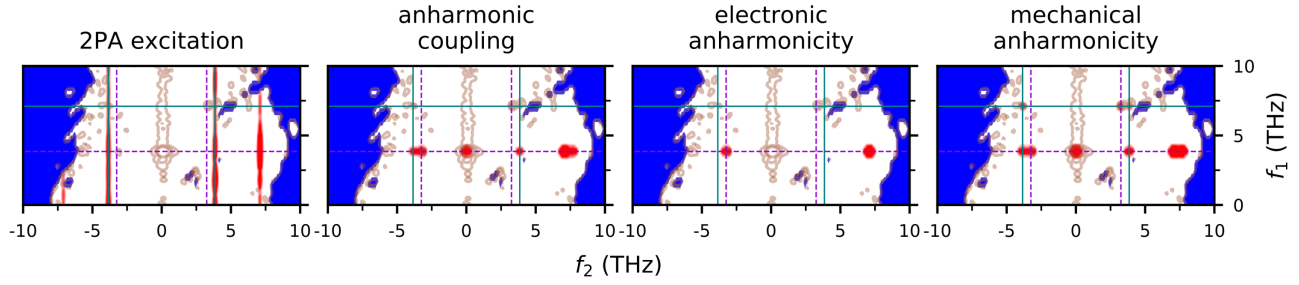 2PA excitation
anharmonic
coupling
electronic
anharmonicity
mechanical
anharmonicity
10
5
0
f₁ (THz)
-10 -5 0 5 10
-10 -5 0 5 10
-10 -5 0 5 10
-10 -5 0 5 10
f₂ (THz)